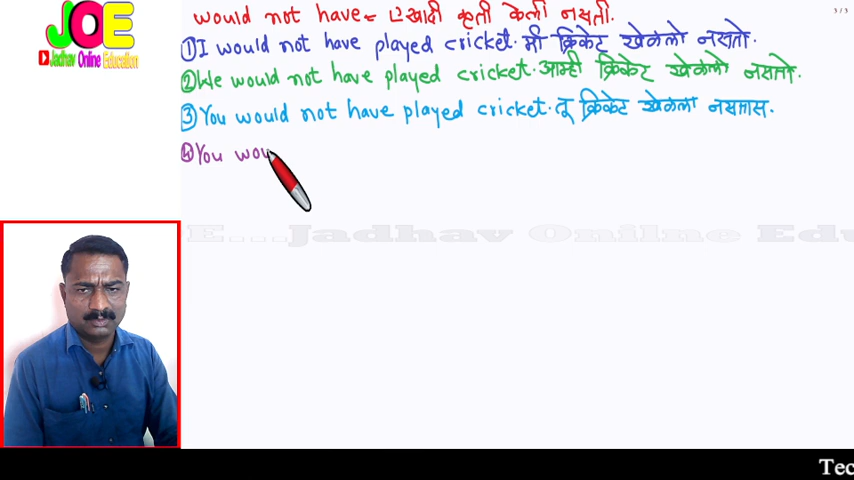 JOE
Jadhav Online Education
3/3
would not have = एखादी कृती केली नसती.
① I would not have played cricket. मी क्रिकेट खेळलो नसतो.
② We would not have played cricket. आम्ही क्रिकेट खेळलो नसतो.
③ You would not have played cricket. तू क्रिकेट खेळला नसतास.
④ You wou
E...Jadhav Onilne Edu
Tec